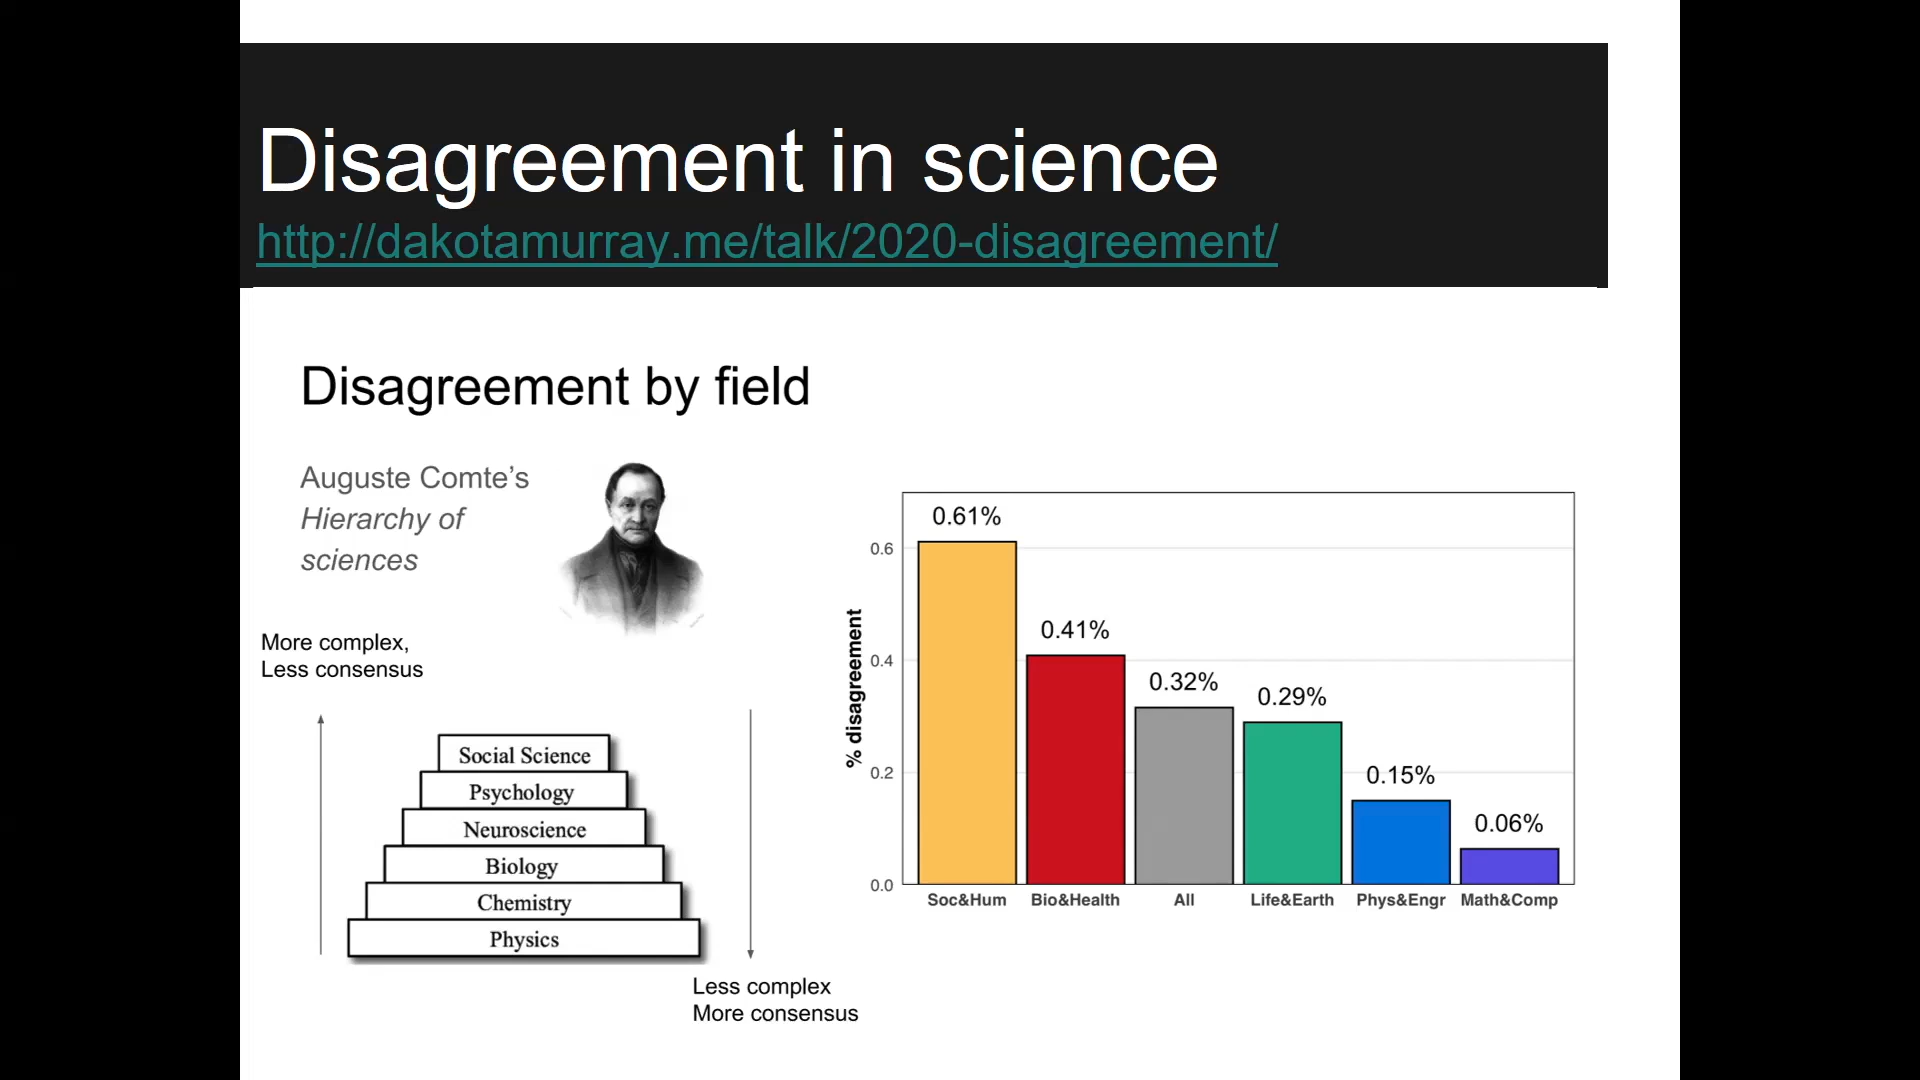 Disagreement in science
http://dakotamurray.me/talk/2020-disagreement/
Disagreement by field
Auguste Comte’s
Hierarchy of
sciences
More complex,
Less consensus
Social Science
Psychology
Neuroscience
Biology
Chemistry
Physics
Less complex
More consensus
% disagreement
0.6
0.4
0.2
0.0
0.61%
0.41%
0.32%
0.29%
0.15%
0.06%
Soc&Hum
Bio&Health
All
Life&Earth
Phys&Engr
Math&Comp